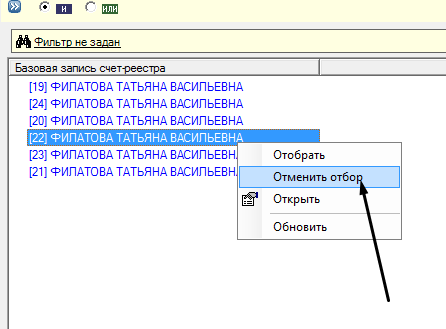 и или
Фильтр не задан
Базовая запись счет-реестра
[19] ФИЛАТОВА ТАТЬЯНА ВАСИЛЬЕВНА
[24] ФИЛАТОВА ТАТЬЯНА ВАСИЛЬЕВНА
[20] ФИЛАТОВА ТАТЬЯНА ВАСИЛЬЕВНА
[22] ФИЛАТОВА ТАТЬЯНА ВАСИЛЬЕВНА
[23] ФИЛАТОВА ТАТЬЯНА ВАСИЛЬЕВНА
[21] ФИЛАТОВА ТАТЬЯНА ВАСИЛЬЕВНА
Отобрать
Отменить отбор
Открыть
Обновить